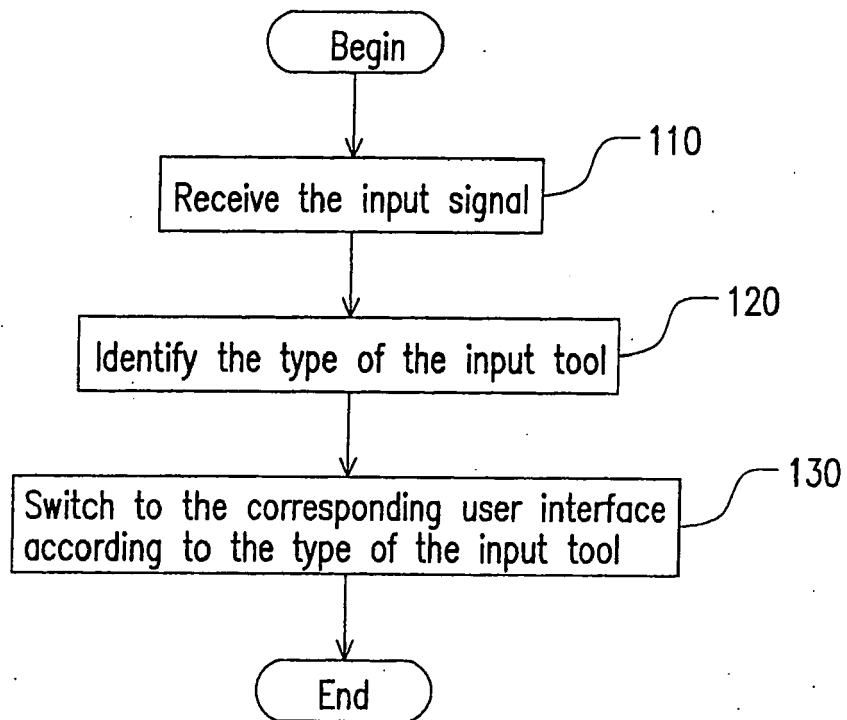 Begin
Receive the input signal
110
Identify the type of the input tool
120
Switch to the corresponding user interface
according to the type of the input tool
130
End